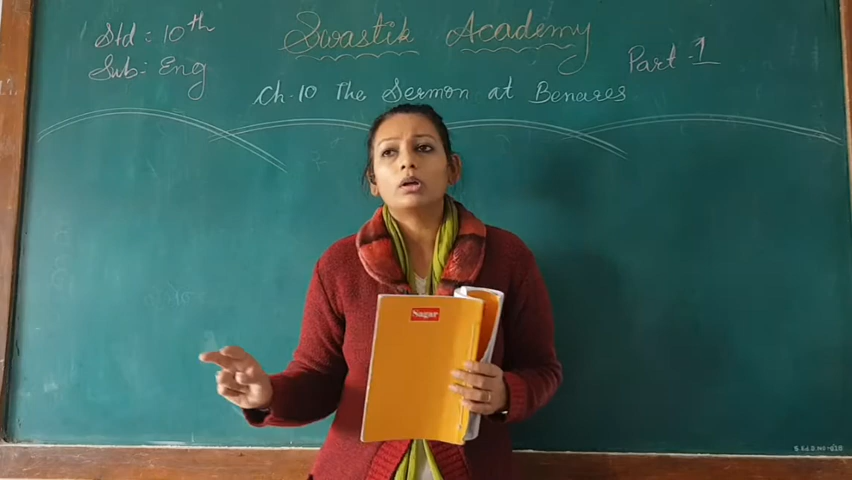 Std : 10th
Swastik Academy
Sub:- Eng
Part - 1
Ch-10 The Sermon at Benares
Sagar